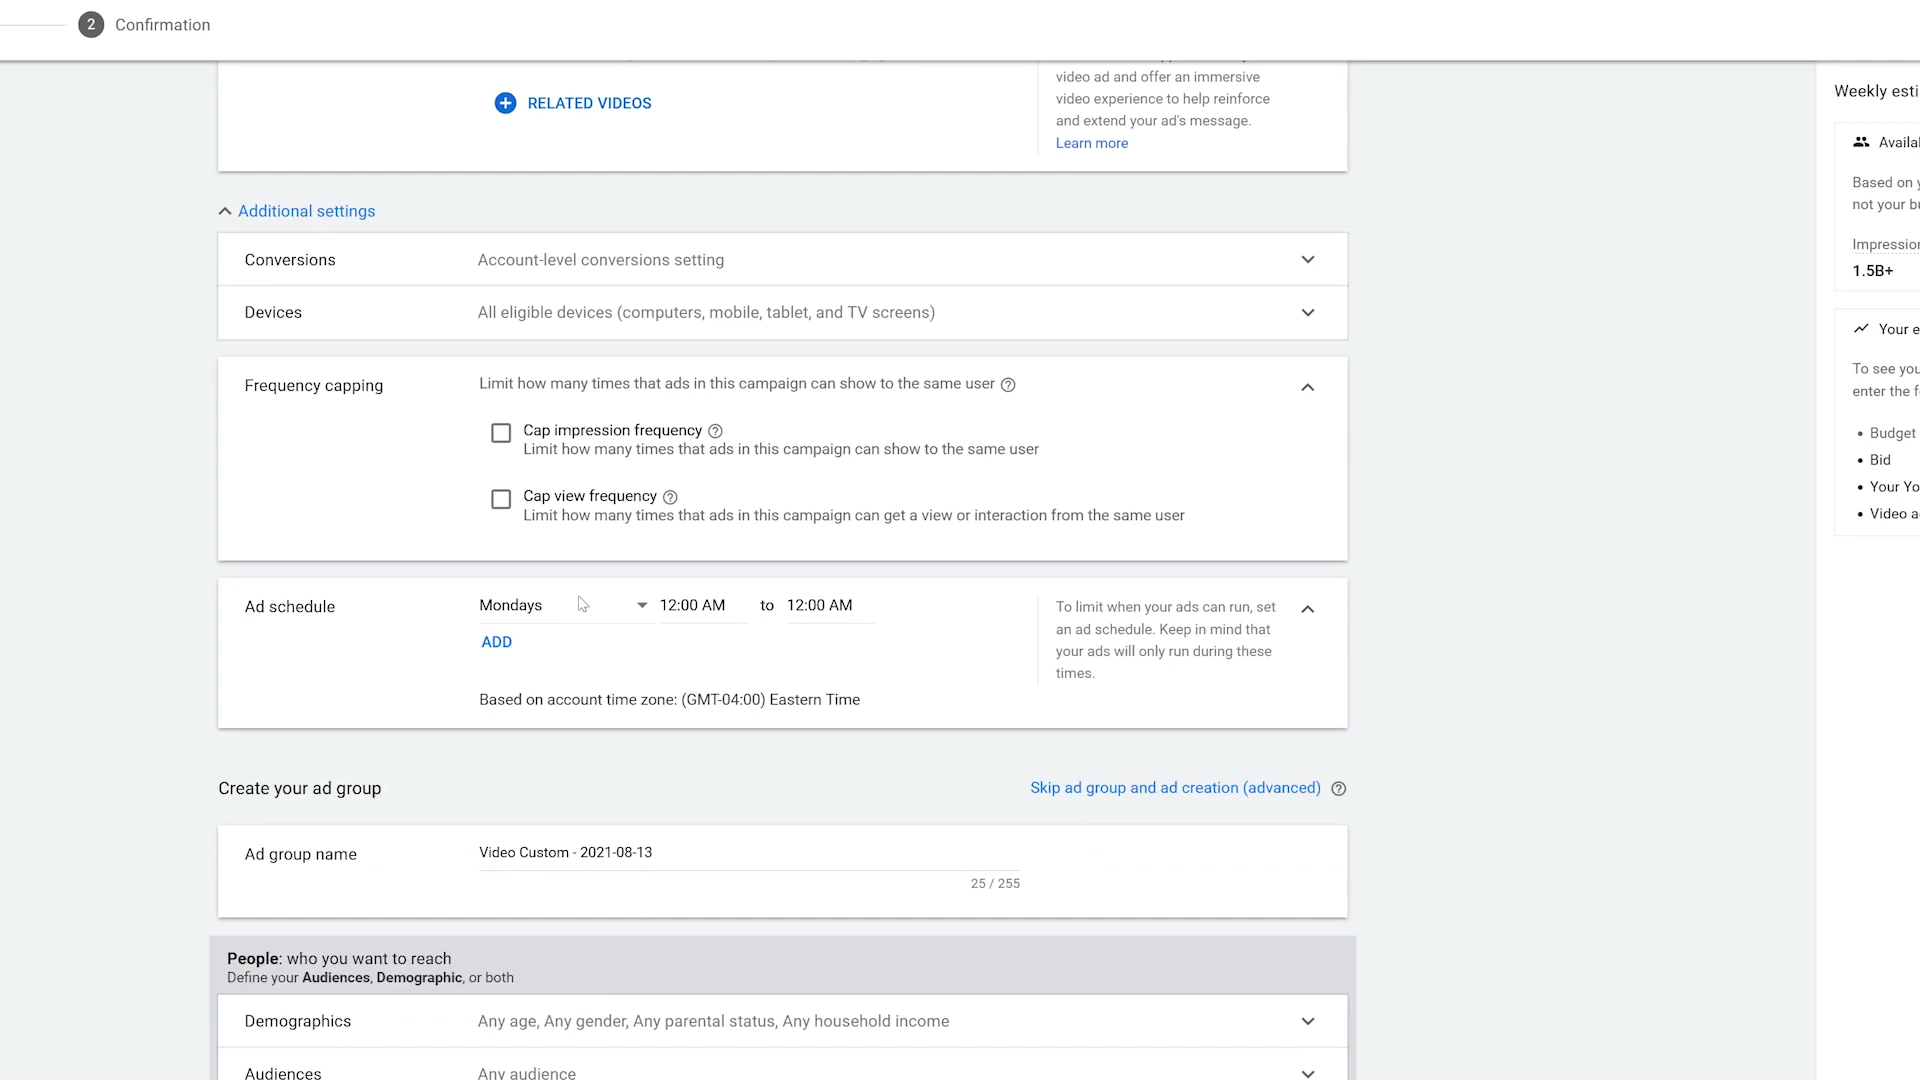 2 Confirmation
video ad and offer an immersive
video experience to help reinforce
and extend your ad's message.
Learn more
RELATED VIDEOS
Additional settings
Conversions Account-level conversions setting
Devices All eligible devices (computers, mobile, tablet, and TV screens)
Frequency capping Limit how many times that ads in this campaign can show to the same user
Cap impression frequency
Limit how many times that ads in this campaign can show to the same user
Cap view frequency
Limit how many times that ads in this campaign can get a view or interaction from the same user
Ad schedule Mondays 12:00 AM to 12:00 AM
ADD
Based on account time zone: (GMT-04:00) Eastern Time
To limit when your ads can run, set
an ad schedule. Keep in mind that
your ads will only run during these
times.
Create your ad group Skip ad group and ad creation (advanced)
Ad group name Video Custom - 2021-08-13
25 / 255
People: who you want to reach
Define your Audiences, Demographic, or both
Demographics Any age, Any gender, Any parental status, Any household income
Audiences Any audience
Weekly esti
Availa
Based on
not your
Impression
1.5B+
Your e
To see you
enter the
• Budget
• Bid
• Your Yo
• Video a